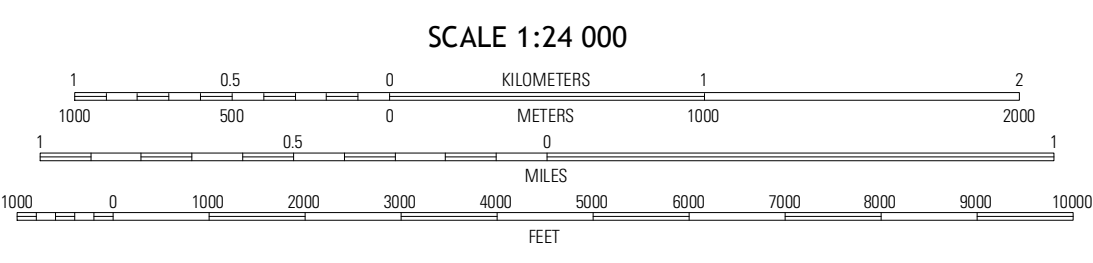 SCALE 1:24 000
1 0.5 0 KILOMETERS 1 2
1000 500 0 METERS 1000 2000
1 0.5 0 1
MILES
1000 0 1000 2000 3000 4000 5000 6000 7000 8000 9000 10000
FEET